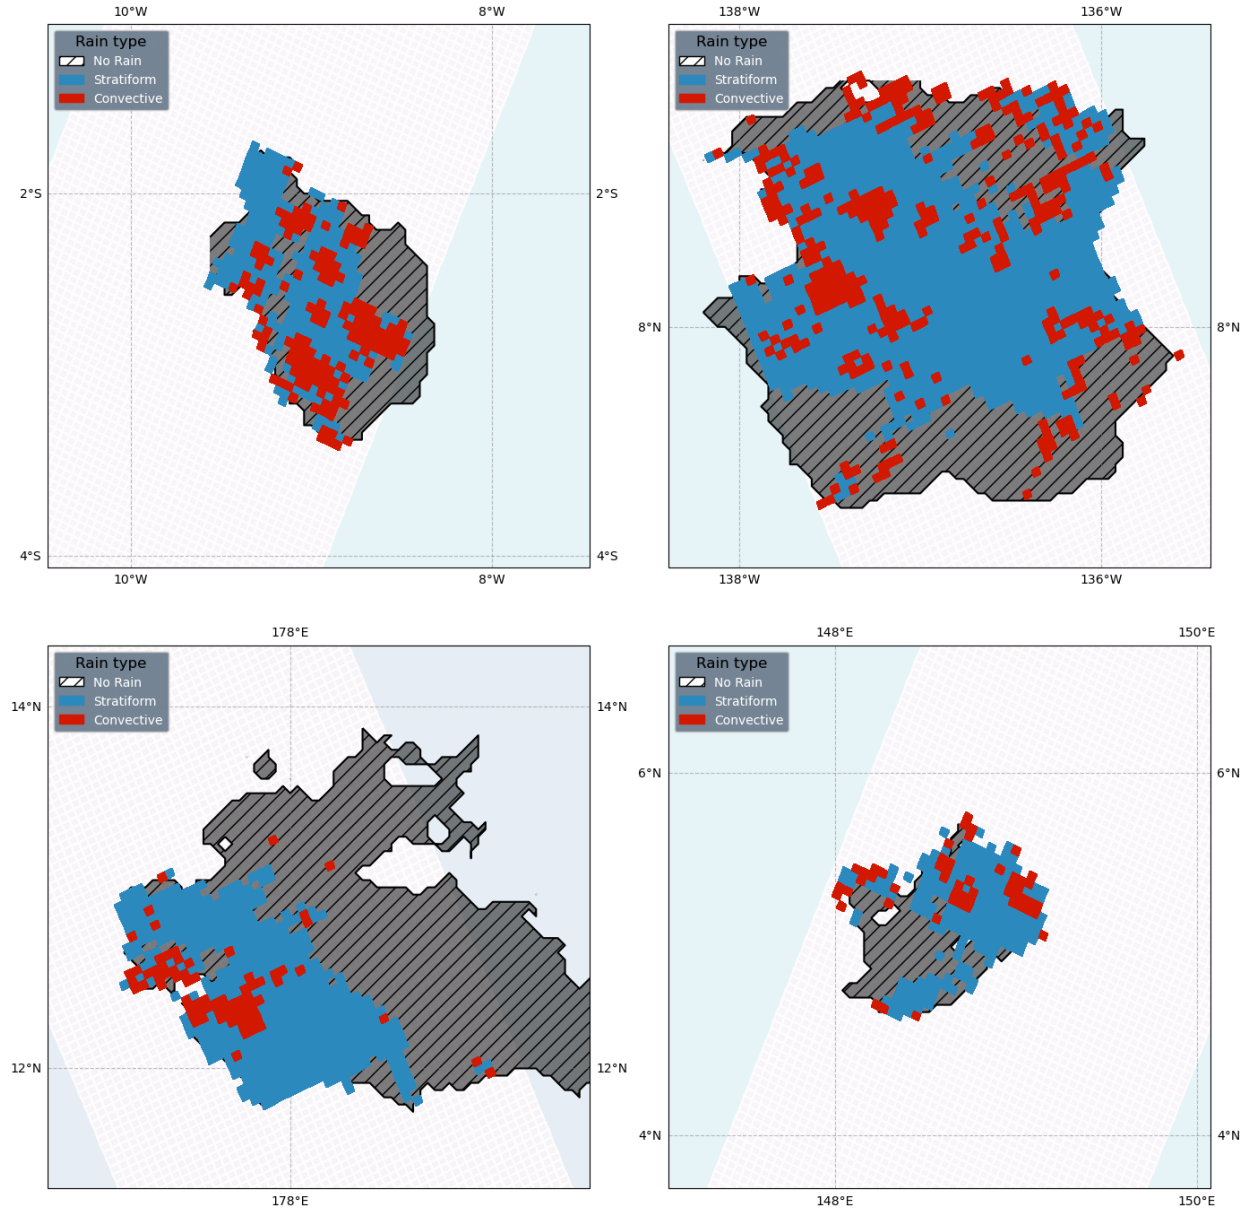 10°W 8°W
Rain type
No Rain
Stratiform
Convective
2°S 2°S
4°S 4°S
10°W 8°W
138°W 136°W
Rain type
No Rain
Stratiform
Convective
8°N 8°N
138°W 136°W
178°E
Rain type
No Rain
Stratiform
Convective
14°N 14°N
12°N 12°N
178°E
148°E 150°E
Rain type
No Rain
Stratiform
Convective
6°N 6°N
4°N 4°N
148°E 150°E